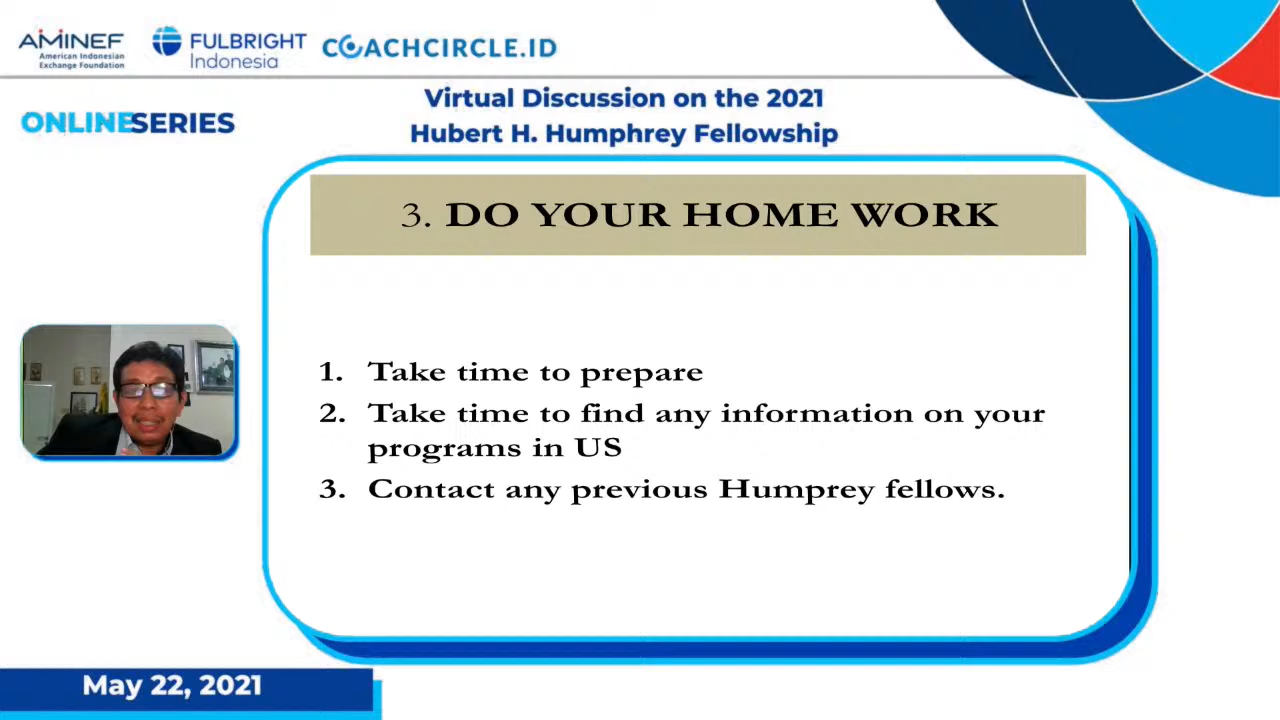 AMINEF
American Indonesian
Exchange Foundation
FULBRIGHT
Indonesia
COACHCIRCLE.ID
ONLINESERIES
Virtual Discussion on the 2021
Hubert H. Humphrey Fellowship
3. DO YOUR HOME WORK
1. Take time to prepare
2. Take time to find any information on your
programs in US
3. Contact any previous Humprey fellows.
May 22, 2021